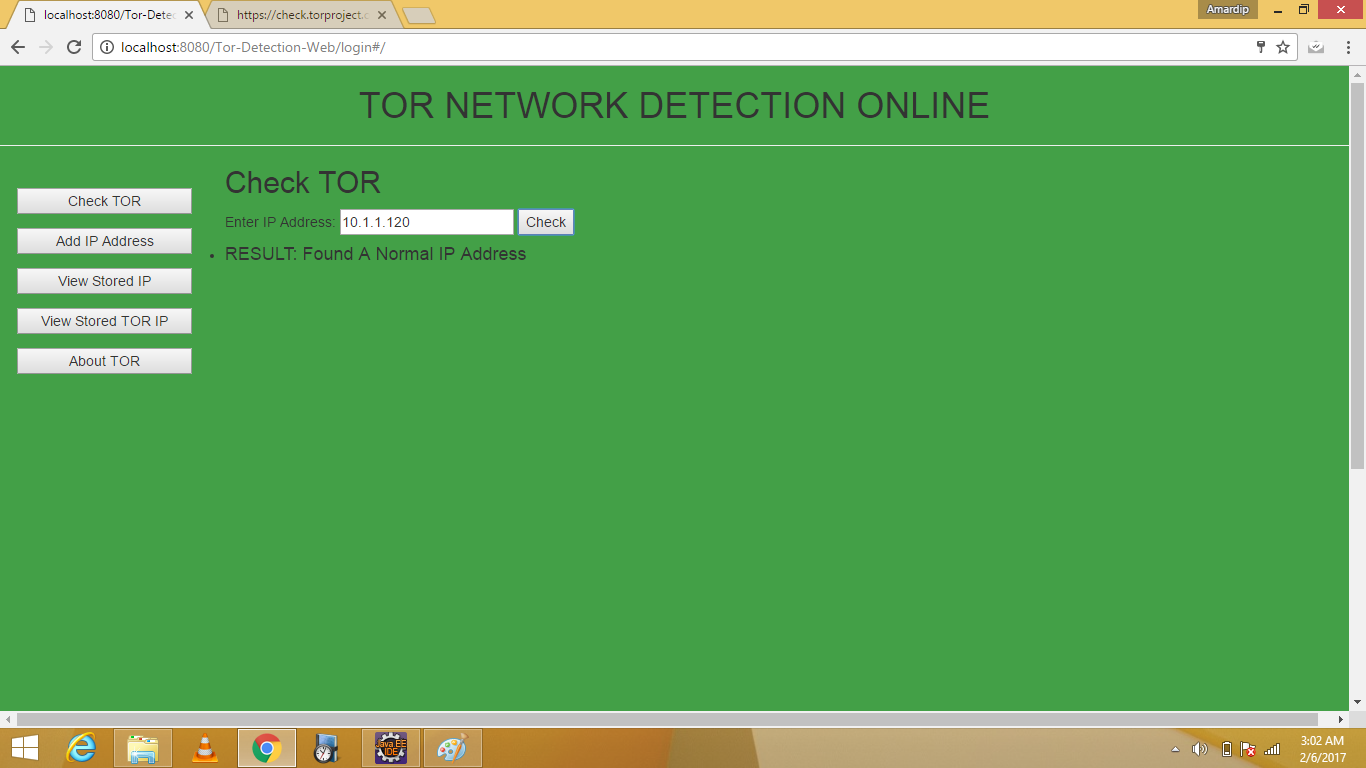 localhost:8080/Tor-Detec
https://check.torproject.o
Amardip
localhost:8080/Tor-Detection-Web/login#/
TOR NETWORK DETECTION ONLINE
Check TOR
Add IP Address
View Stored IP
View Stored TOR IP
About TOR
Check TOR
Enter IP Address: 10.1.1.120 Check
RESULT: Found A Normal IP Address
Java EE
IDE
3:02 AM
2/6/2017